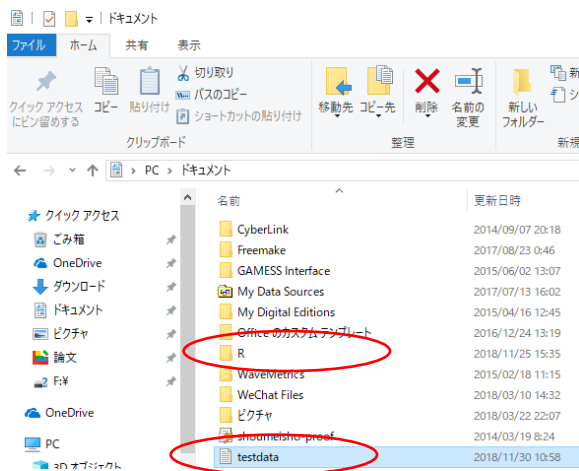 ドキュメント
ファイル ホーム 共有 表示
クイック アクセスにピン留めする
コピー
貼り付け
切り取り
パスのコピー
ショートカットの貼り付け
移動先
コピー先
削除
名前の変更
新しいフォルダー
新
シ
クリップボード 整理 新規
PC › ドキュメント
名前 更新日時
クイック アクセス
ごみ箱
OneDrive
ダウンロード
ドキュメント
ピクチャ
論文
F:¥
OneDrive
PC
3D オブジェクト
CyberLink 2014/09/07 20:18
Freemake 2017/08/23 0:46
GAMESS Interface 2015/06/02 13:07
My Data Sources 2017/07/13 16:02
My Digital Editions 2015/04/16 12:45
Office のカスタム テンプレート 2016/12/24 13:19
R 2018/11/25 15:35
WaveMetrics 2015/02/18 11:15
WeChat Files 2018/03/10 14:32
ピクチャ 2018/03/22 22:07
shoumeisho-proof 2014/03/19 8:24
testdata 2018/11/30 10:58